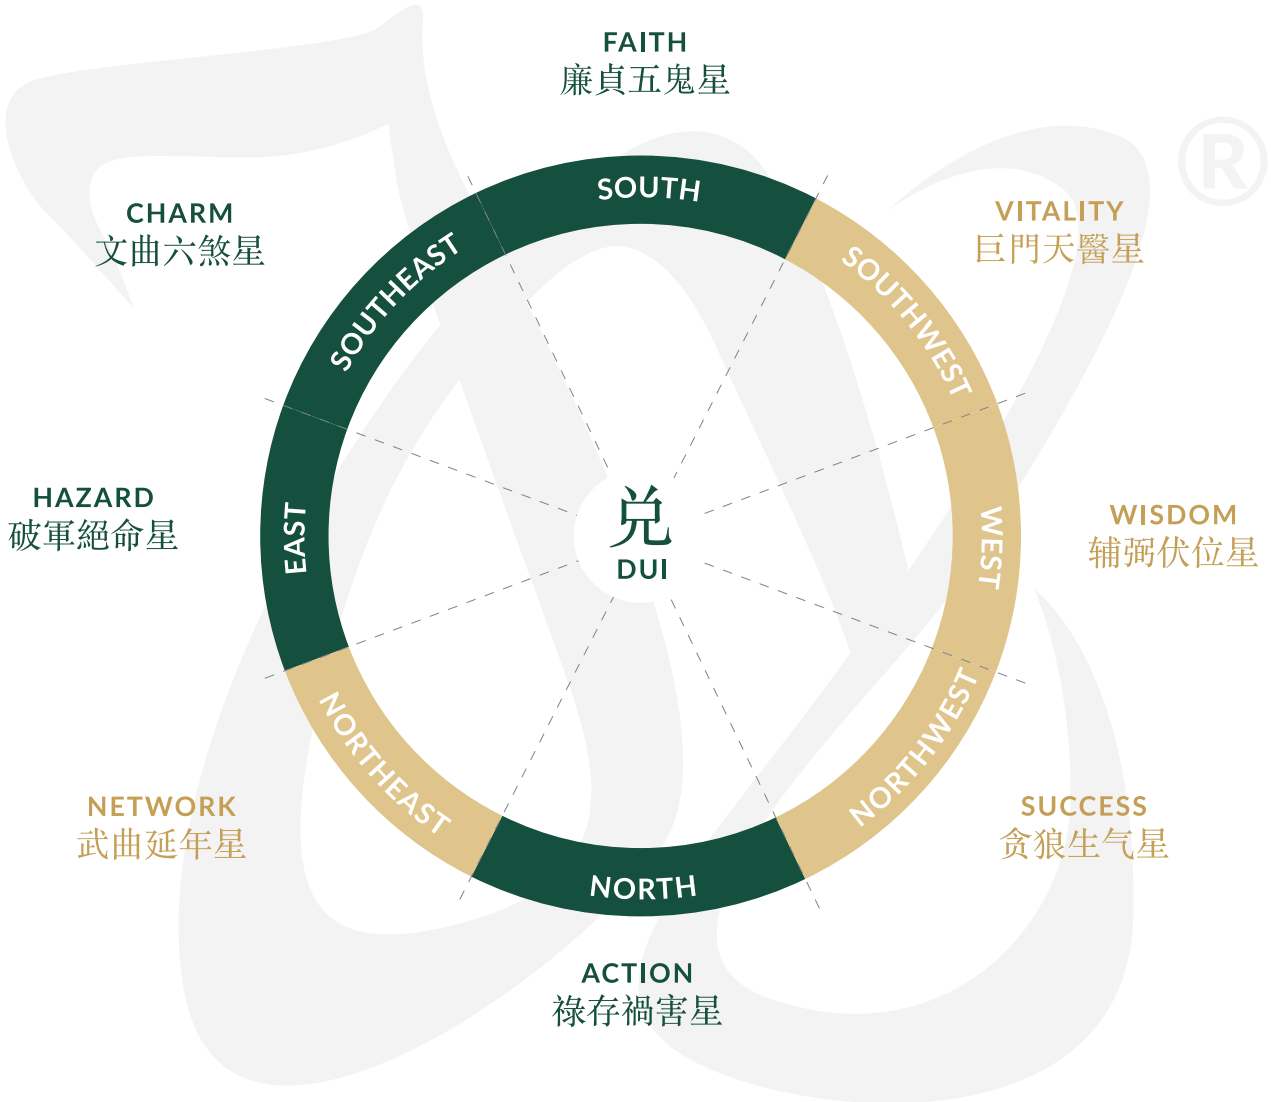 FAITH
廉貞五鬼星
®
SOUTH
CHARM
文曲六煞星
VITALITY
巨門天醫星
SOUTHEAST
SOUTHWEST
HAZARD
破軍絕命星
EAST
兑
DUI
WEST
WISDOM
辅弼伏位星
NORTHEAST
NORTHWEST
NETWORK
武曲延年星
SUCCESS
贪狼生气星
NORTH
ACTION
祿存禍害星